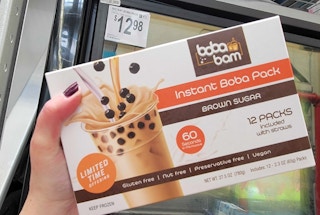 $12.98
boba
bam
Instant Boba Pack
BROWN SUGAR
12 PACKS
Included
with straws
60
Seconds
LIMITED
TIME
Gluten free | Nut free | Preservative free | Vegan
KEEP FROZEN